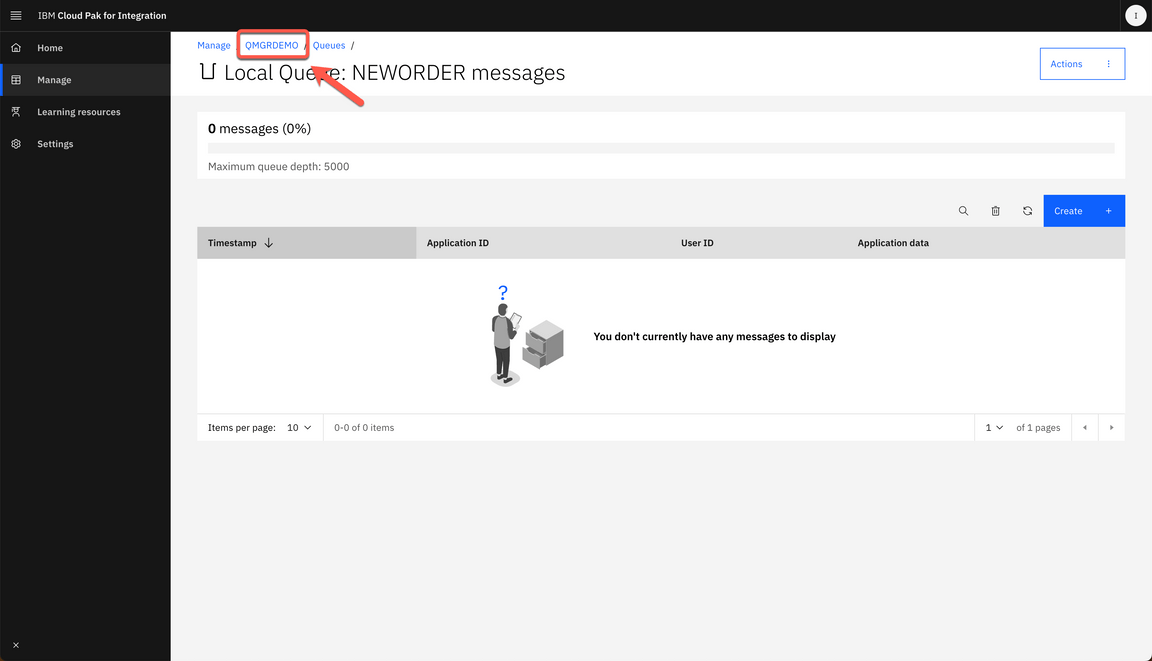 IBM Cloud Pak for Integration
I
Home
Manage
Learning resources
Settings
Manage / QMGRDEMO / Queues /
Local Queue: NEWORDER messages
Actions
0 messages (0%)
Maximum queue depth: 5000
Create +
Timestamp Application ID User ID Application data
?
You don't currently have any messages to display
Items per page: 10 0-0 of 0 items 1 of 1 pages